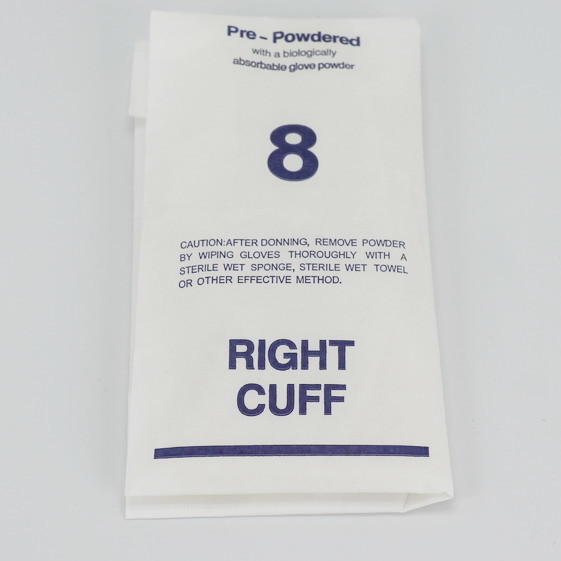 Pre - Powdered
with a biologically
absorbable glove powder
8
CAUTION:AFTER DONNING, REMOVE POWDER
BY WIPING GLOVES THOROUGHLY WITH A
STERILE WET SPONGE, STERILE WET TOWEL
OR OTHER EFFECTIVE METHOD.
RIGHT
CUFF